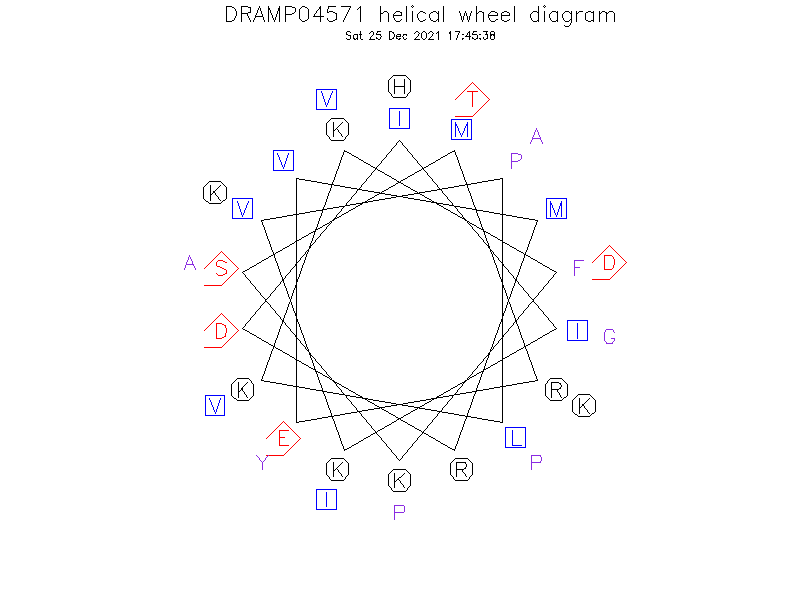 DRAMP04571 helical wheel diagram
Sat 25 Dec 2021 17:45:38
H
V T
I
K M A
V P
K V M
A S F D
D I G
V K R K
E L
Y P
K K R
I
P